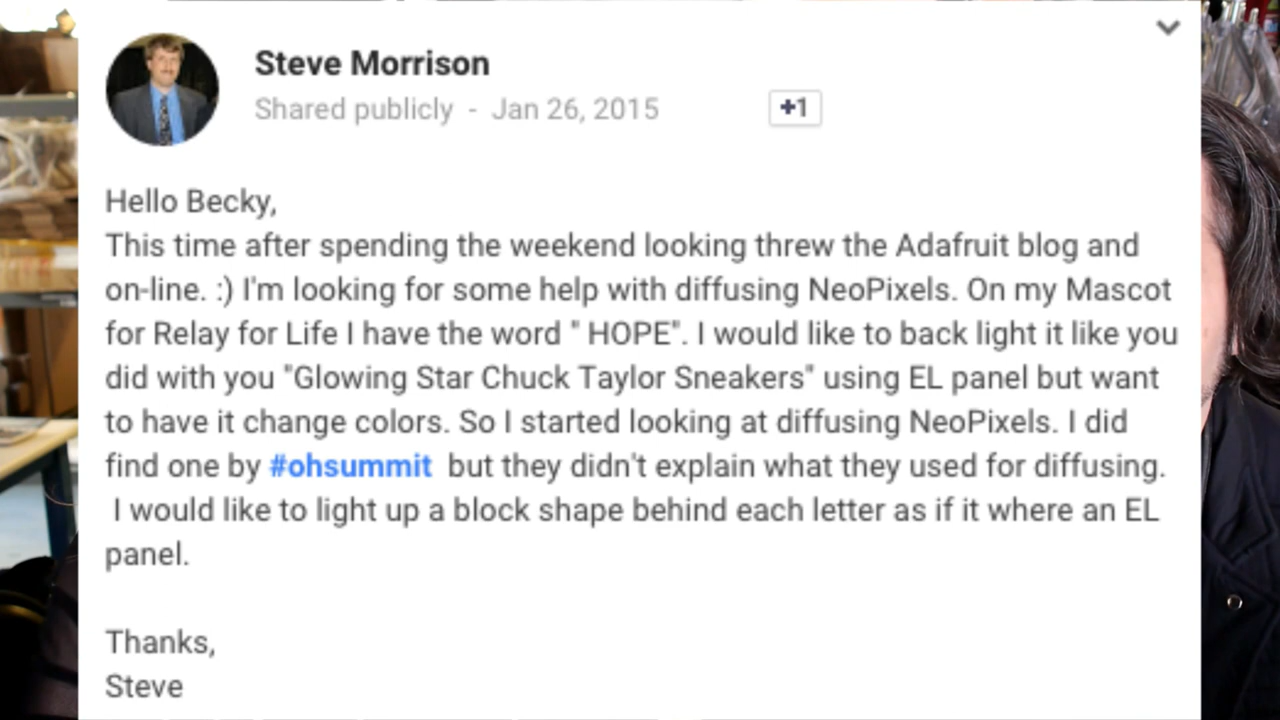 Steve Morrison
Shared publicly - Jan 26, 2015
+1
Hello Becky,
This time after spending the weekend looking threw the Adafruit blog and
on-line. :) I'm looking for some help with diffusing NeoPixels. On my Mascot
for Relay for Life I have the word " HOPE". I would like to back light it like you
did with you "Glowing Star Chuck Taylor Sneakers" using EL panel but want
to have it change colors. So I started looking at diffusing NeoPixels. I did
find one by #ohsummit but they didn't explain what they used for diffusing.
I would like to light up a block shape behind each letter as if it where an EL
panel.
Thanks,
Steve